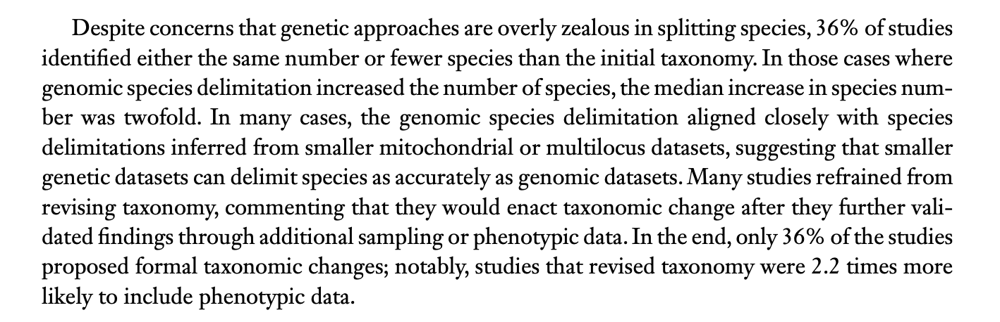 Despite concerns that genetic approaches are overly zealous in splitting species, 36% of studies
identified either the same number or fewer species than the initial taxonomy. In those cases where
genomic species delimitation increased the number of species, the median increase in species num-
ber was twofold. In many cases, the genomic species delimitation aligned closely with species
delimitations inferred from smaller mitochondrial or multilocus datasets, suggesting that smaller
genetic datasets can delimit species as accurately as genomic datasets. Many studies refrained from
revising taxonomy, commenting that they would enact taxonomic change after they further vali-
dated findings through additional sampling or phenotypic data. In the end, only 36% of the studies
proposed formal taxonomic changes; notably, studies that revised taxonomy were 2.2 times more
likely to include phenotypic data.